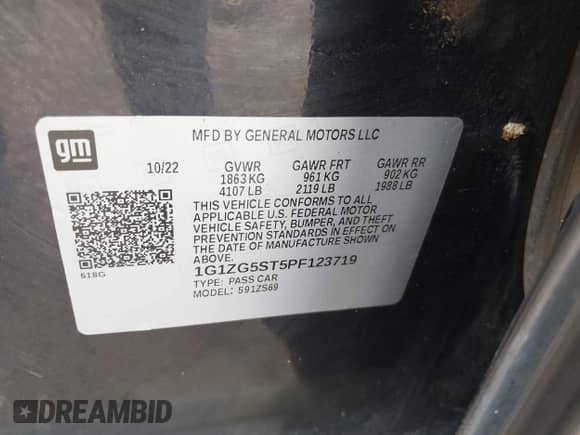 gm
MFD BY GENERAL MOTORS LLC
10/22 GVWR GAWR FRT GAWR RR
1863 KG 961 KG 902 KG
4107 LB 2119 LB 1988 LB
THIS VEHICLE CONFORMS TO ALL
APPLICABLE U.S. FEDERAL MOTOR
VEHICLE SAFETY, BUMPER, AND THEFT
PREVENTION STANDARDS IN EFFECT ON
THE DATE OF MANUFACTURE SHOWN
ABOVE.
618G
1G1ZG5ST5PF123719
TYPE: PASS CAR
MODEL: 591ZS69
DREAMBID